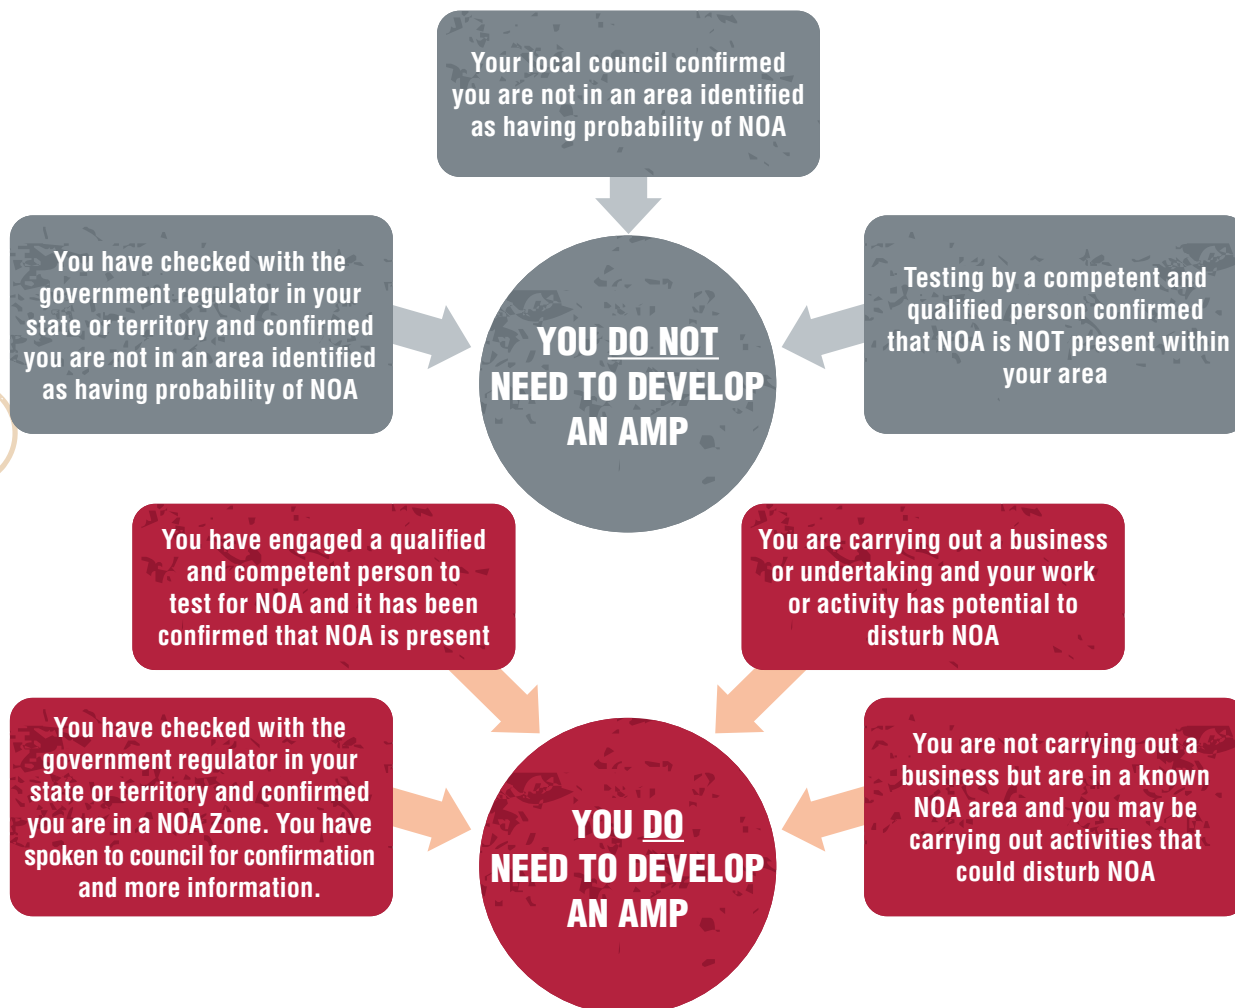 Your local council confirmed
you are not in an area identified
as having probability of NOA
You have checked with the
government regulator in your
state or territory and confirmed
you are not in an area identified
as having probability of NOA
YOU DO NOT
NEED TO DEVELOP
AN AMP
Testing by a competent and
qualified person confirmed
that NOA is NOT present within
your area
You have engaged a qualified
and competent person to
test for NOA and it has been
confirmed that NOA is present
You are carrying out a business
or undertaking and your work
or activity has potential to
disturb NOA
You have checked with the
government regulator in your
state or territory and confirmed
you are in a NOA Zone. You have
spoken to council for confirmation
and more information.
YOU DO
NEED TO DEVELOP
AN AMP
You are not carrying out a
business but are in a known
NOA area and you may be
carrying out activities that
could disturb NOA